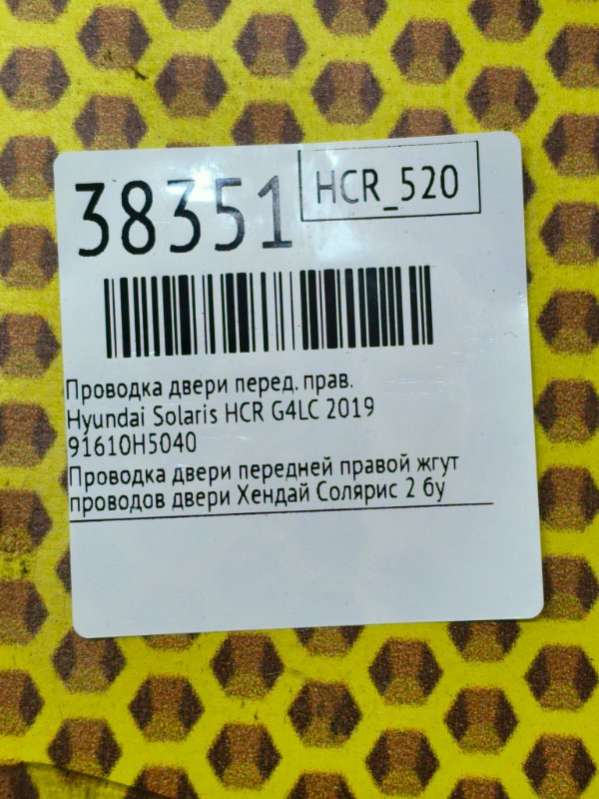 38351
HCR_520
Проводка двери перед. прав.
Hyundai Solaris HCR G4LC 2019
91610H5040
Проводка двери передней правой жгут
проводов двери Хендай Солярис 2 бу